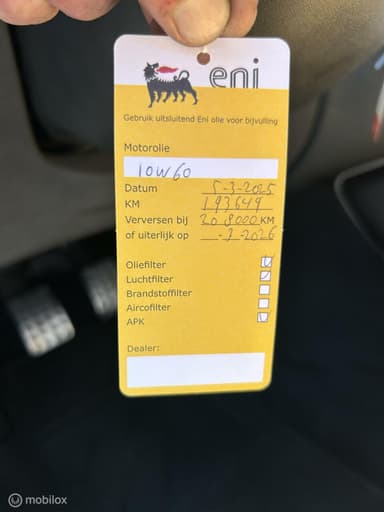 eni
Gebruik uitsluitend Eni olie voor bijvulling
Motorolie
10W60
Datum 5-3-2025
KM 193649
Verversen bij 208000 KM
of uiterlijk op -3-2026
Oliefilter
Luchtfilter
Brandstoffilter
Aircofilter
APK
Dealer:
mobilox